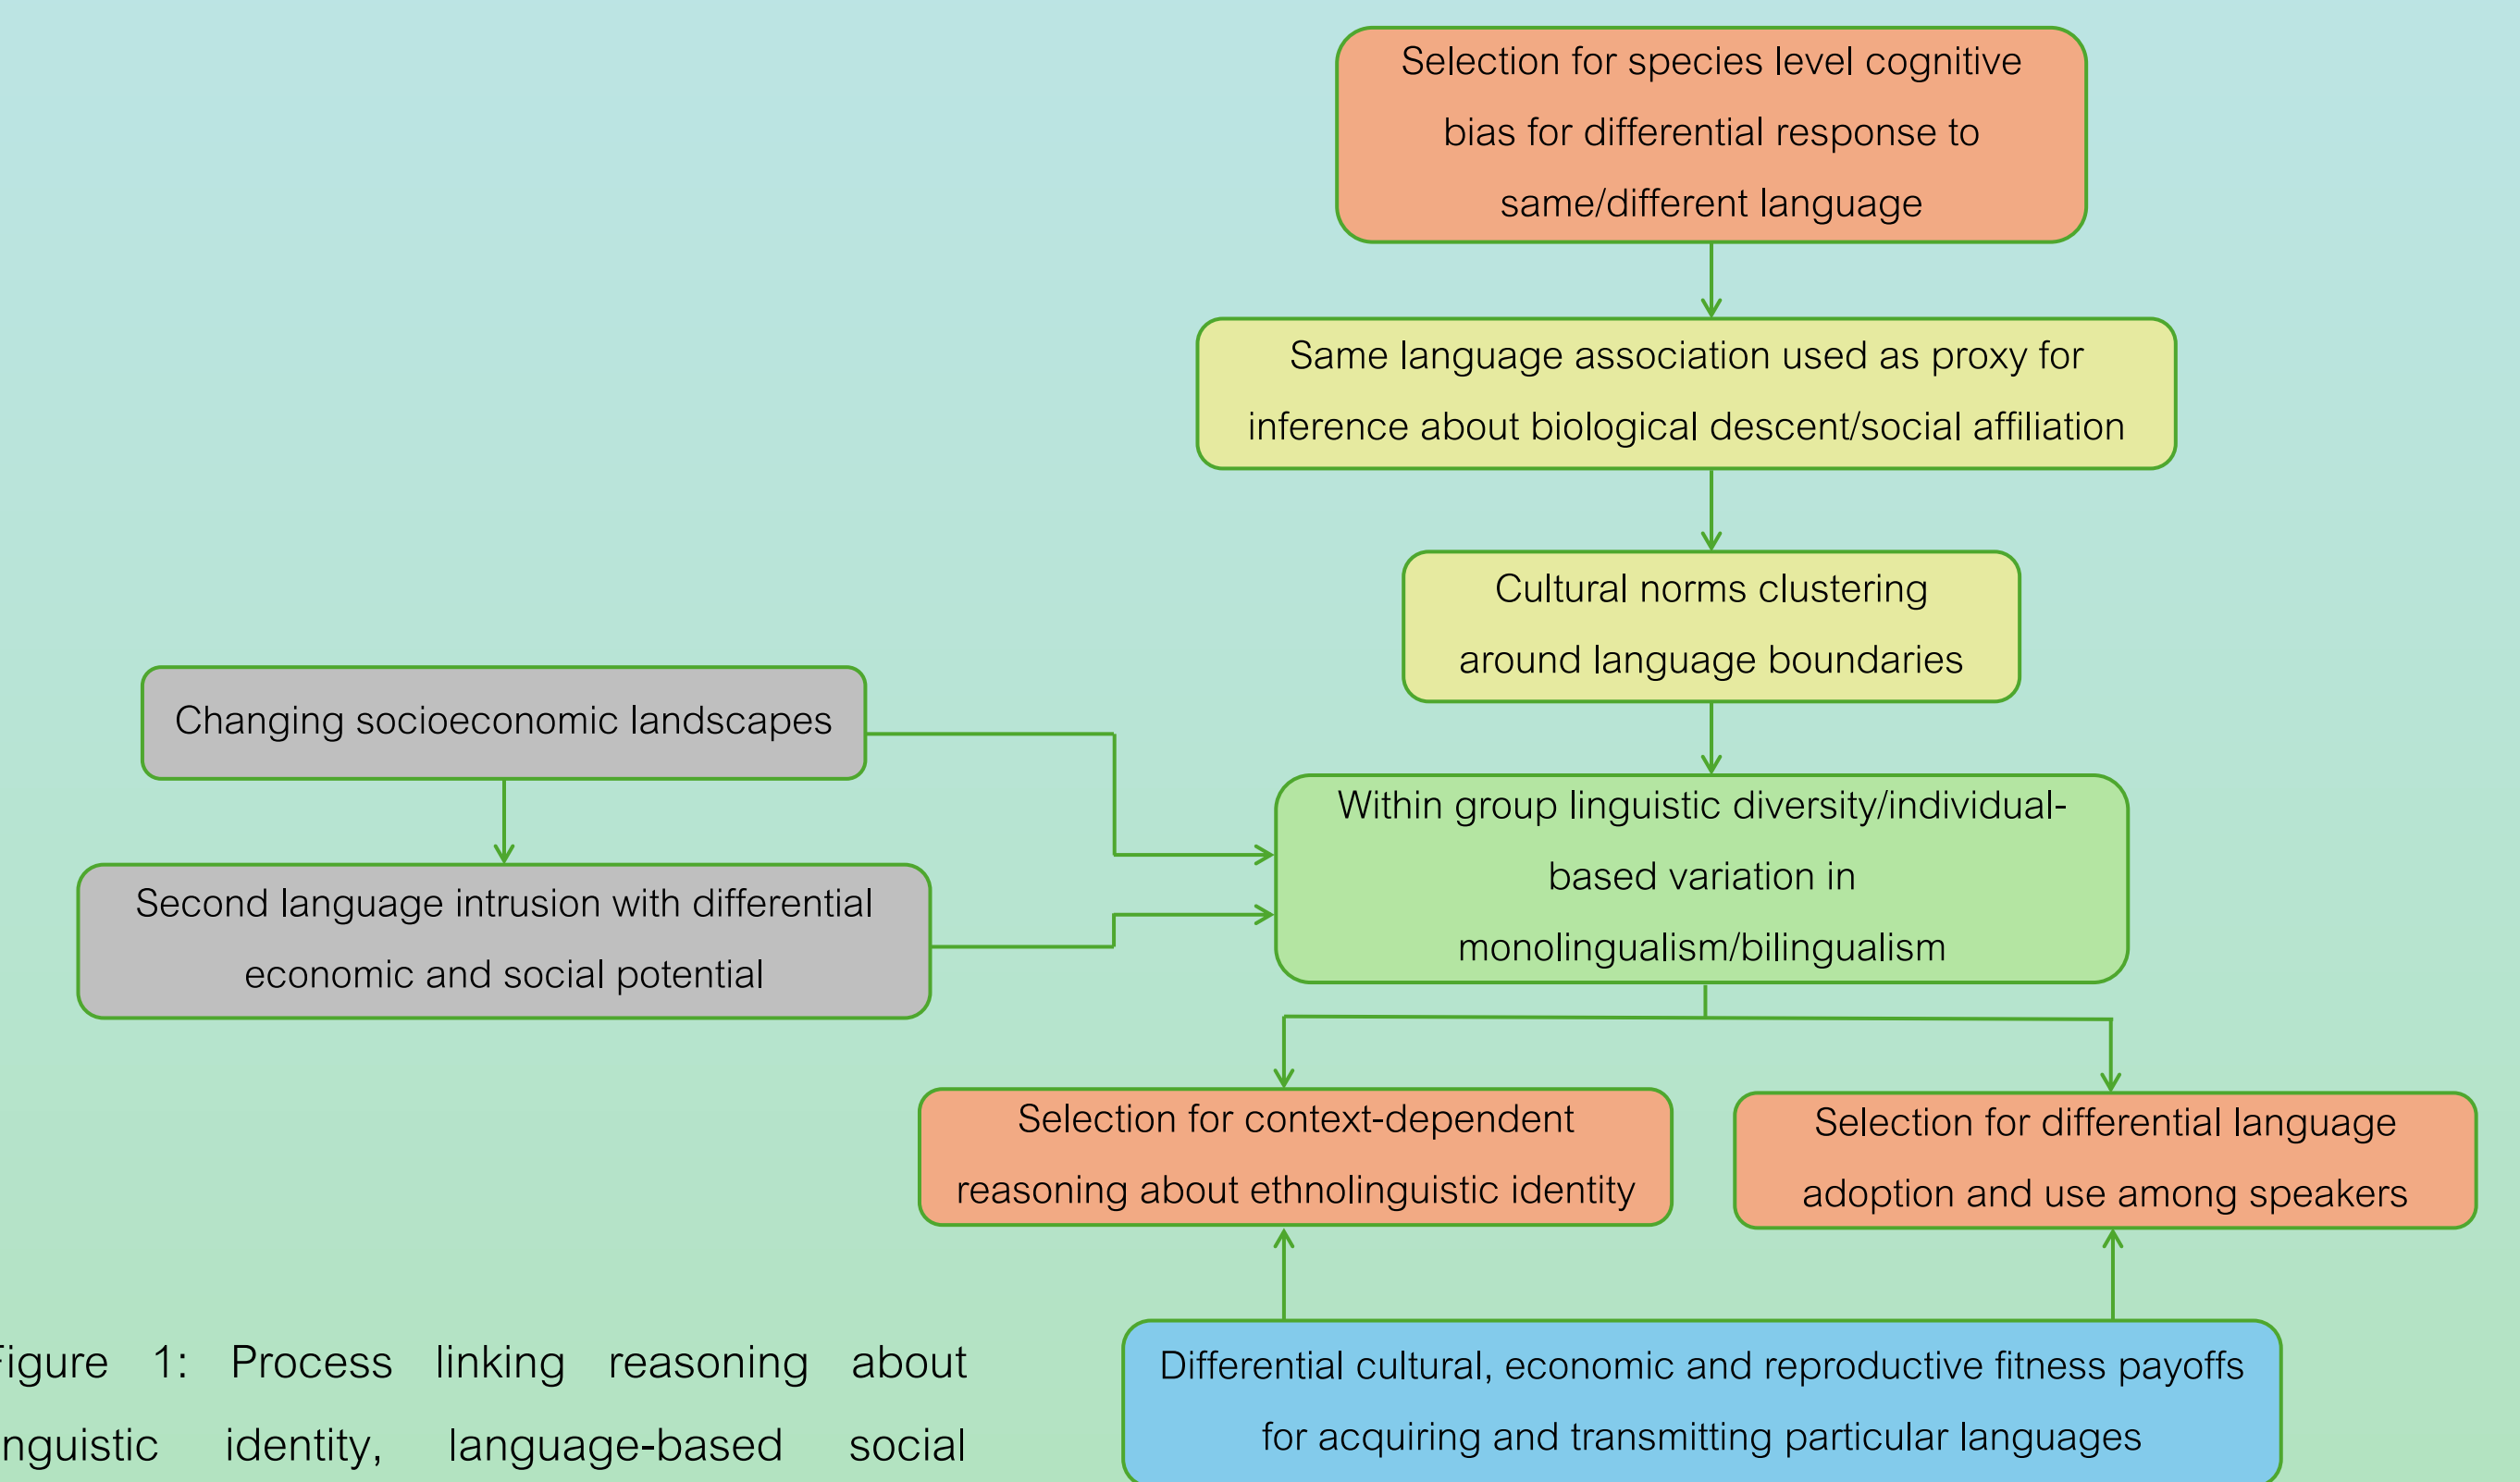 Selection for species level cognitive
bias for differential response to
same/different language
Same language association used as proxy for
inference about biological descent/social affiliation
Cultural norms clustering
around language boundaries
Changing socioeconomic landscapes
Second language intrusion with differential
economic and social potential
Within group linguistic diversity/individual-
based variation in
monolingualism/bilingualism
Selection for context-dependent
reasoning about ethnolinguistic identity
Selection for differential language
adoption and use among speakers
Differential cultural, economic and reproductive fitness payoffs
for acquiring and transmitting particular languages
Figure 1: Process linking reasoning about
linguistic identity, language-based social